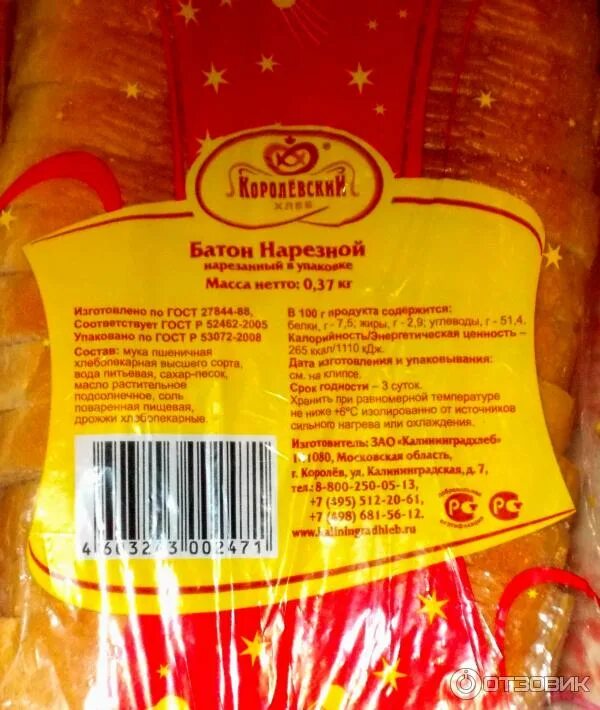 КОРОЛЁВСКИЙ ®
ХЛЕБ
Батон Нарезной
нарезанный в упаковке
Масса нетто: 0,37 кг
Изготовлено по ГОСТ 27844-88,
Соответствует ГОСТ Р 52462-2005
Упаковано по ГОСТ Р 53072-2008
Состав: мука пшеничная
хлебопекарная высшего сорта,
вода питьевая, сахар-песок,
масло растительное
подсолнечное, соль
поваренная пищевая,
дрожжи хлебопекарные.
4 603243 002471
В 100 г продукта содержится:
белки, г - 7,5; жиры, г - 2,9; углеводы, г - 51,4.
Калорийность/Энергетическая ценность –
265 ккал/1110 кДж.
Дата изготовления и упаковывания:
см. на клипсе.
Срок годности – 3 суток.
Хранить при равномерной температуре
не ниже +6°С изолированно от источников
сильного нагрева или охлаждения.
Изготовитель: ЗАО «Калининградхлеб»
141080, Московская область,
г. Королёв, ул. Калининградская, д. 7,
тел.: 8-800-250-05-13,
+7 (495) 512-20-61,
+7 (498) 681-56-12.
www.kaliningradhleb.ru
добровольная
сертификация
РС РС
ОТЗОВИК